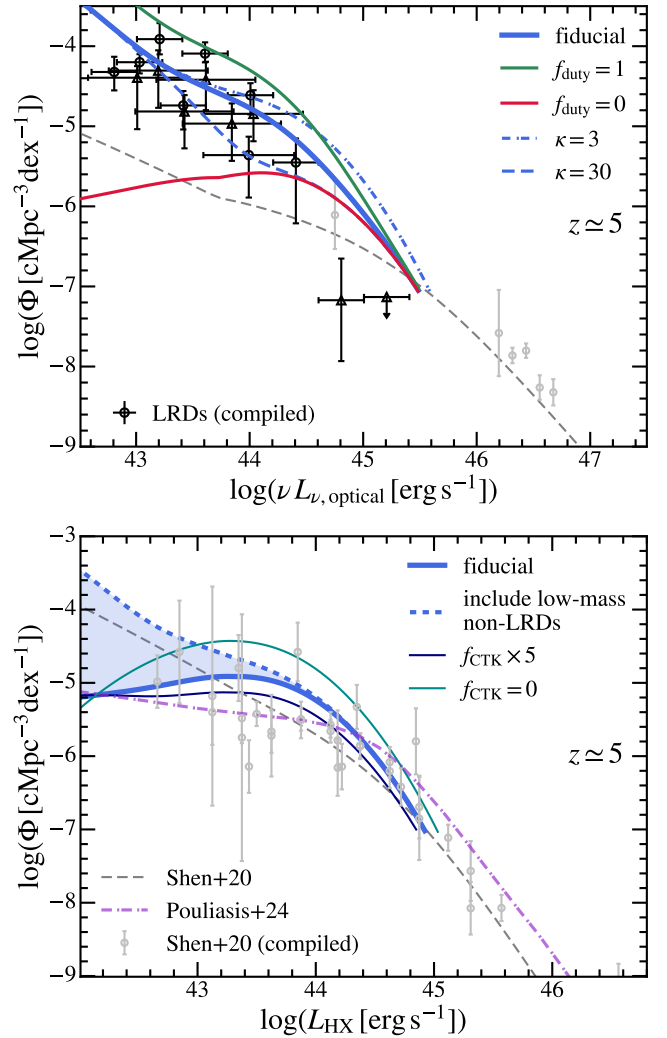 −4
−5
−6
−7
−8
−9
log(Φ [cMpc⁻³ dex⁻¹)
fiducial
f_duty = 1
f_duty = 0
κ = 3
κ = 30
z ≃ 5
LRDs (compiled)
43 44 45 46 47
log(ν L_ν, optical [erg s⁻¹])
−3
−4
−5
−6
−7
−8
−9
log(Φ [cMpc⁻³ dex⁻¹)
fiducial
include low-mass
non-LRDs
f_CTK × 5
f_CTK = 0
z ≃ 5
Shen+20
Pouliasis+24
Shen+20 (compiled)
43 44 45 46
log(L_HX [erg s⁻¹])